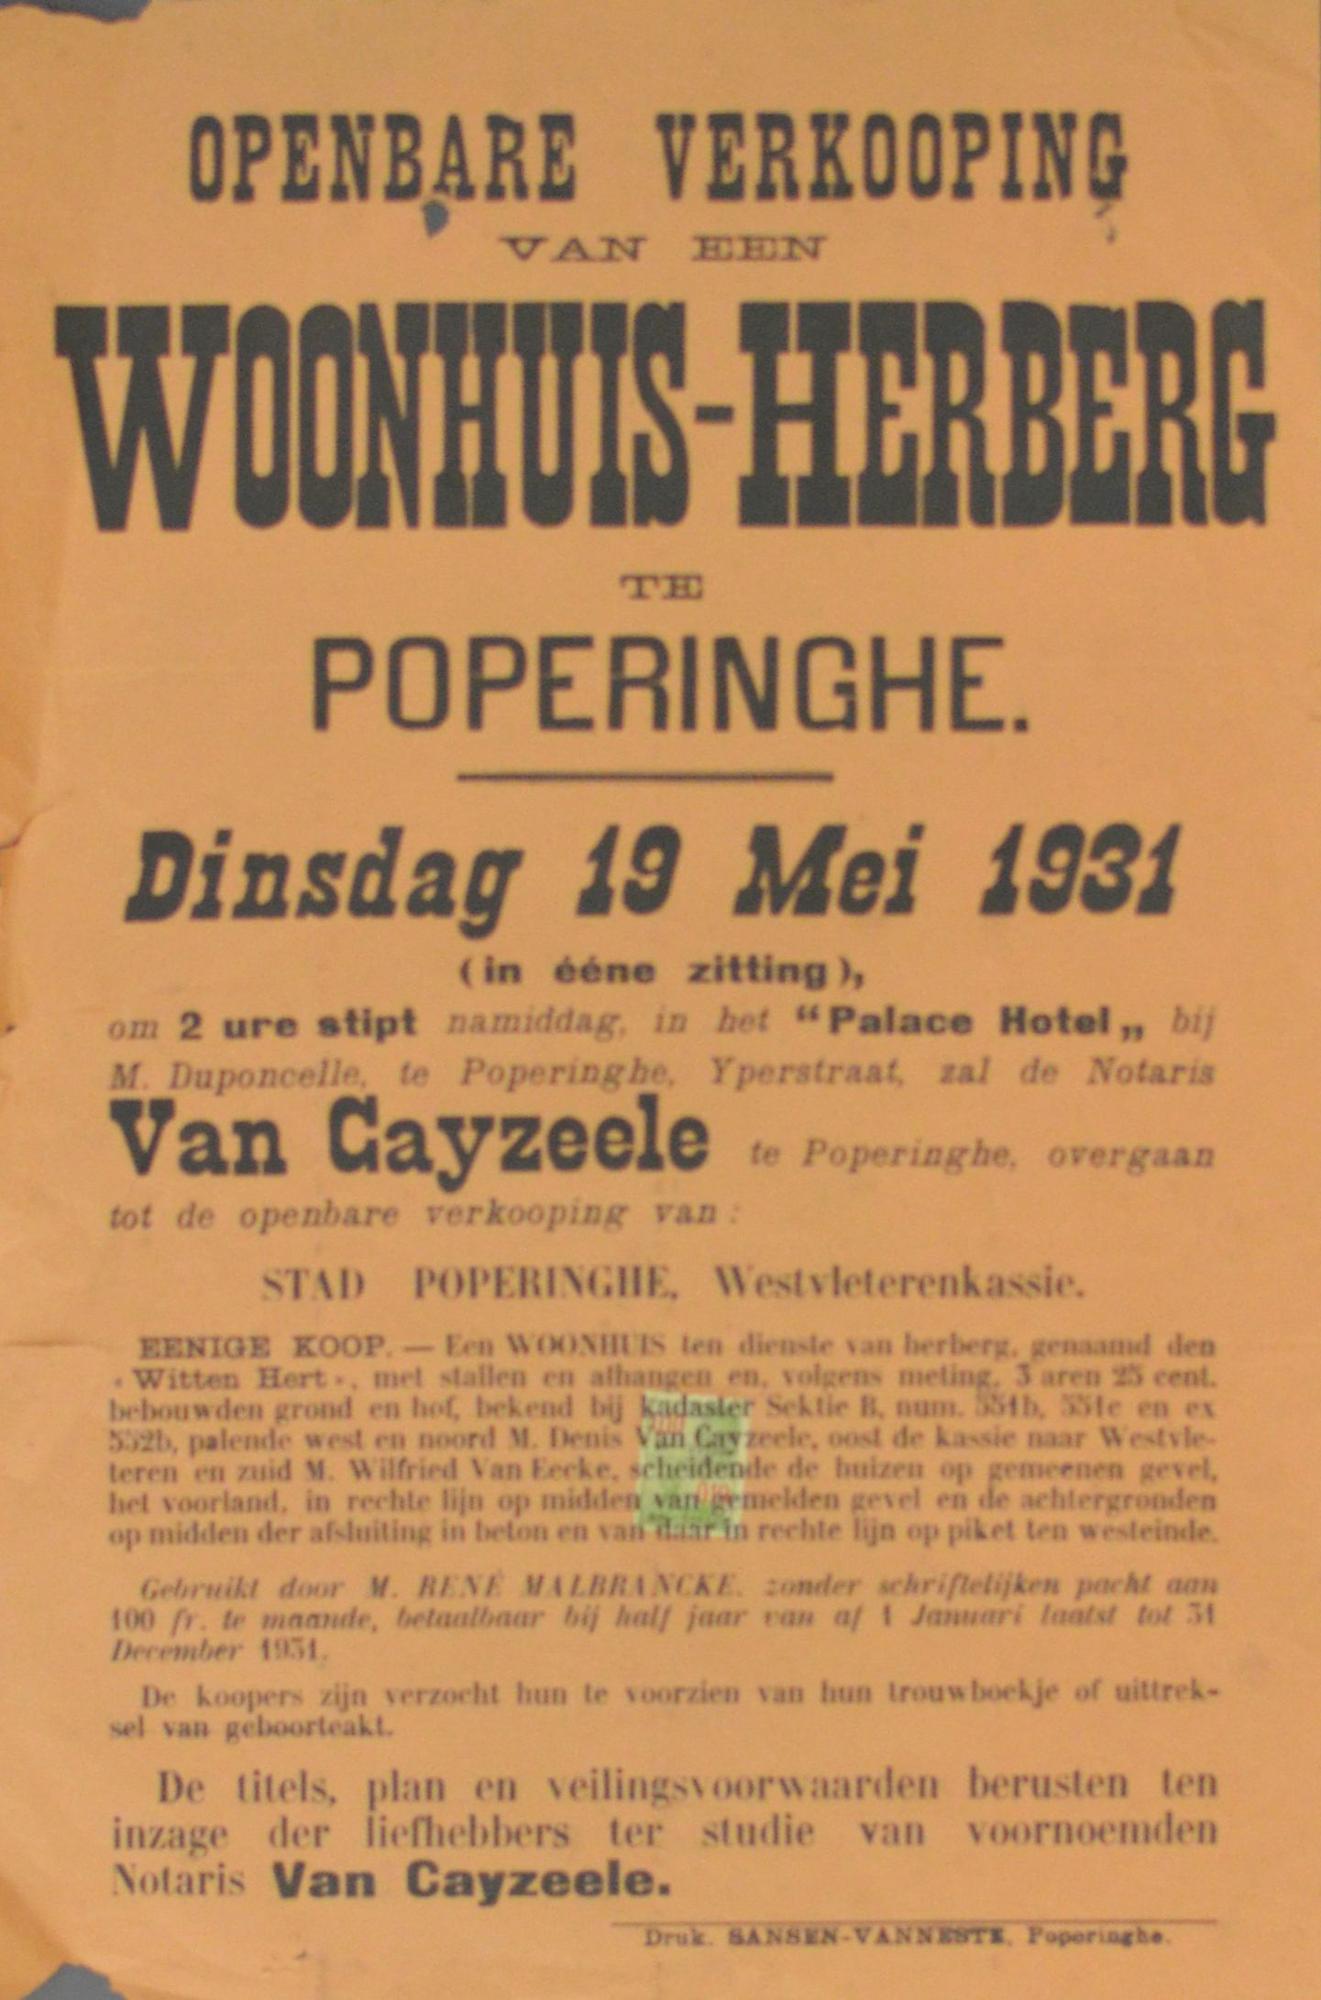 OPENBARE VERKOOPING
VAN EEN
WOONHUIS-HERBERG
TE
POPERINGHE.
Dinsdag 19 Mei 1931
(in ééne zitting),
om 2 ure stipt namiddag, in het “Palace Hotel„ bij
M. Duponcelle, te Poperinghe, Yperstraat, zal de Notaris
Van Cayzeele te Poperinghe, overgaan
tot de openbare verkooping van :
STAD POPERINGHE, Westvleterenkassie.
EENIGE KOOP. — Een WOONHUIS ten dienste van herberg, genaamd den
« Witten Hert », met stallen en afhangen en, volgens meting, 3 aren 25 cent.
bebouwden grond en hof, bekend bij kadaster Sektie B, num. 551b, 551c en ex
552b, palende west en noord M. Denis Van Cayzeele, oost de kassie naar Westvle-
teren en zuid M. Wilfried Van Eecke, scheidende de huizen op gemeenen gevel,
het voorland, in rechte lijn op midden van gemelden gevel en de achtergronden
op midden der afsluiting in beton en van daar in rechte lijn op piket ten westeinde.
Gebruikt door M. RENÉ MALBRANCKE, zonder schriftelijken pacht aan
100 fr. te maande, betaalbaar bij half jaar van af 1 Januari laatst tot 31
December 1931.
De koopers zijn verzocht hun te voorzien van hun trouwboekje of uittrek-
sel van geboorteakt.
De titels, plan en veilingsvoorwaarden berusten ten
inzage der liefhebbers ter studie van voornoemden
Notaris Van Cayzeele.
Druk. SANSEN-VANNESTE, Poperinghe.